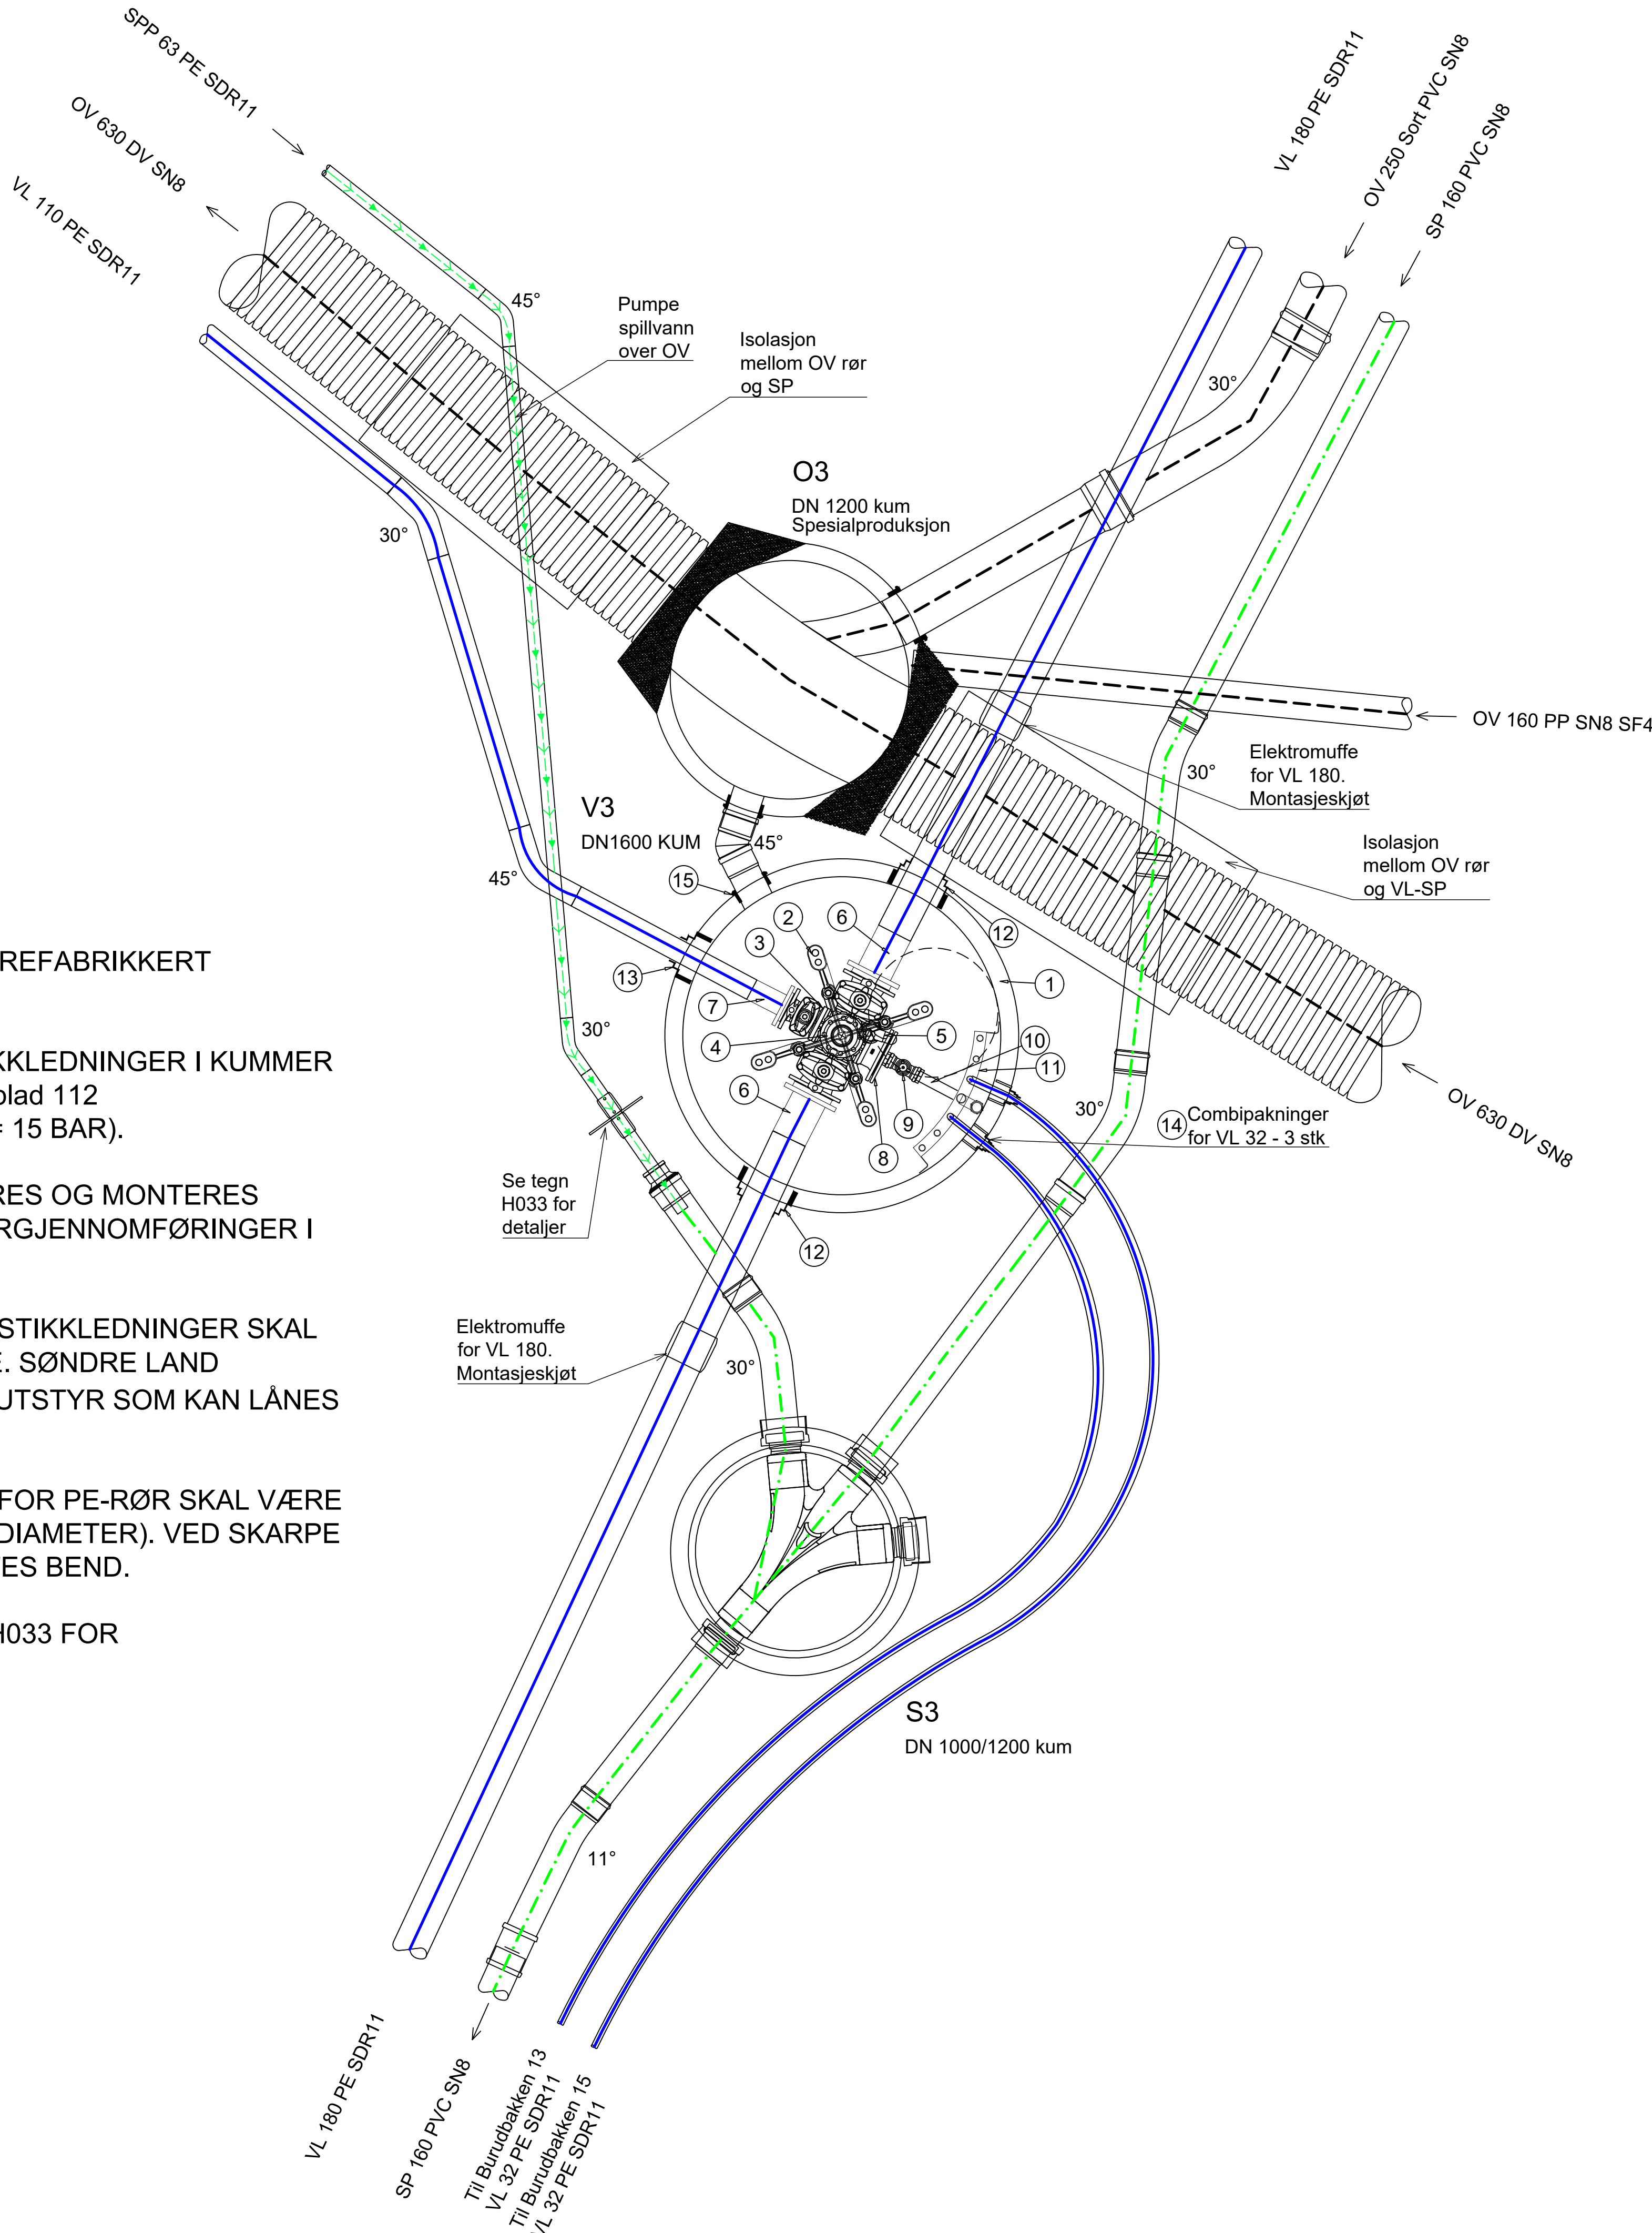 SPP 63 PE SDR11
OV 630 DV SN8
VL 110 PE SDR11
VL 180 PE SDR11
OV 250 Sort PVC SN8
SP 160 PVC SN8
45°
Pumpe
spillvann
over OV
Isolasjon
mellom OV rør
og SP
30°
30°
O3
DN 1200 kum
Spesialproduksjon
OV 160 PP SN8 SF4
Elektromuffe
for VL 180.
Montasjeskjøt
30°
V3
DN1600 KUM
45°
45°
Isolasjon
mellom OV rør
og VL-SP
15
2
6
3
12
13
7
1
4
5
10
11
6
9
8
30°
30°
14
Combipakninger
for VL 32 - 3 stk
OV 630 DV SN8
REFABRIKKERT
KKLEDNINGER I KUMMER
blad 112
= 15 BAR).
RES OG MONTERES
RGJENNOMFØRINGER I
STIKKLEDNINGER SKAL
E. SØNDRE LAND
UTSTYR SOM KAN LÅNES
FOR PE-RØR SKAL VÆRE
DIAMETER). VED SKARPE
TES BEND.
H033 FOR
Se tegn
H033 for
detaljer
12
Elektromuffe
for VL 180.
Montasjeskjøt
30°
S3
DN 1000/1200 kum
11°
VL 180 PE SDR11
SP 160 PVC SN8
Til Burudbakken 13
VL 32 PE SDR11
Til Burudbakken 15
VL 32 PE SDR11